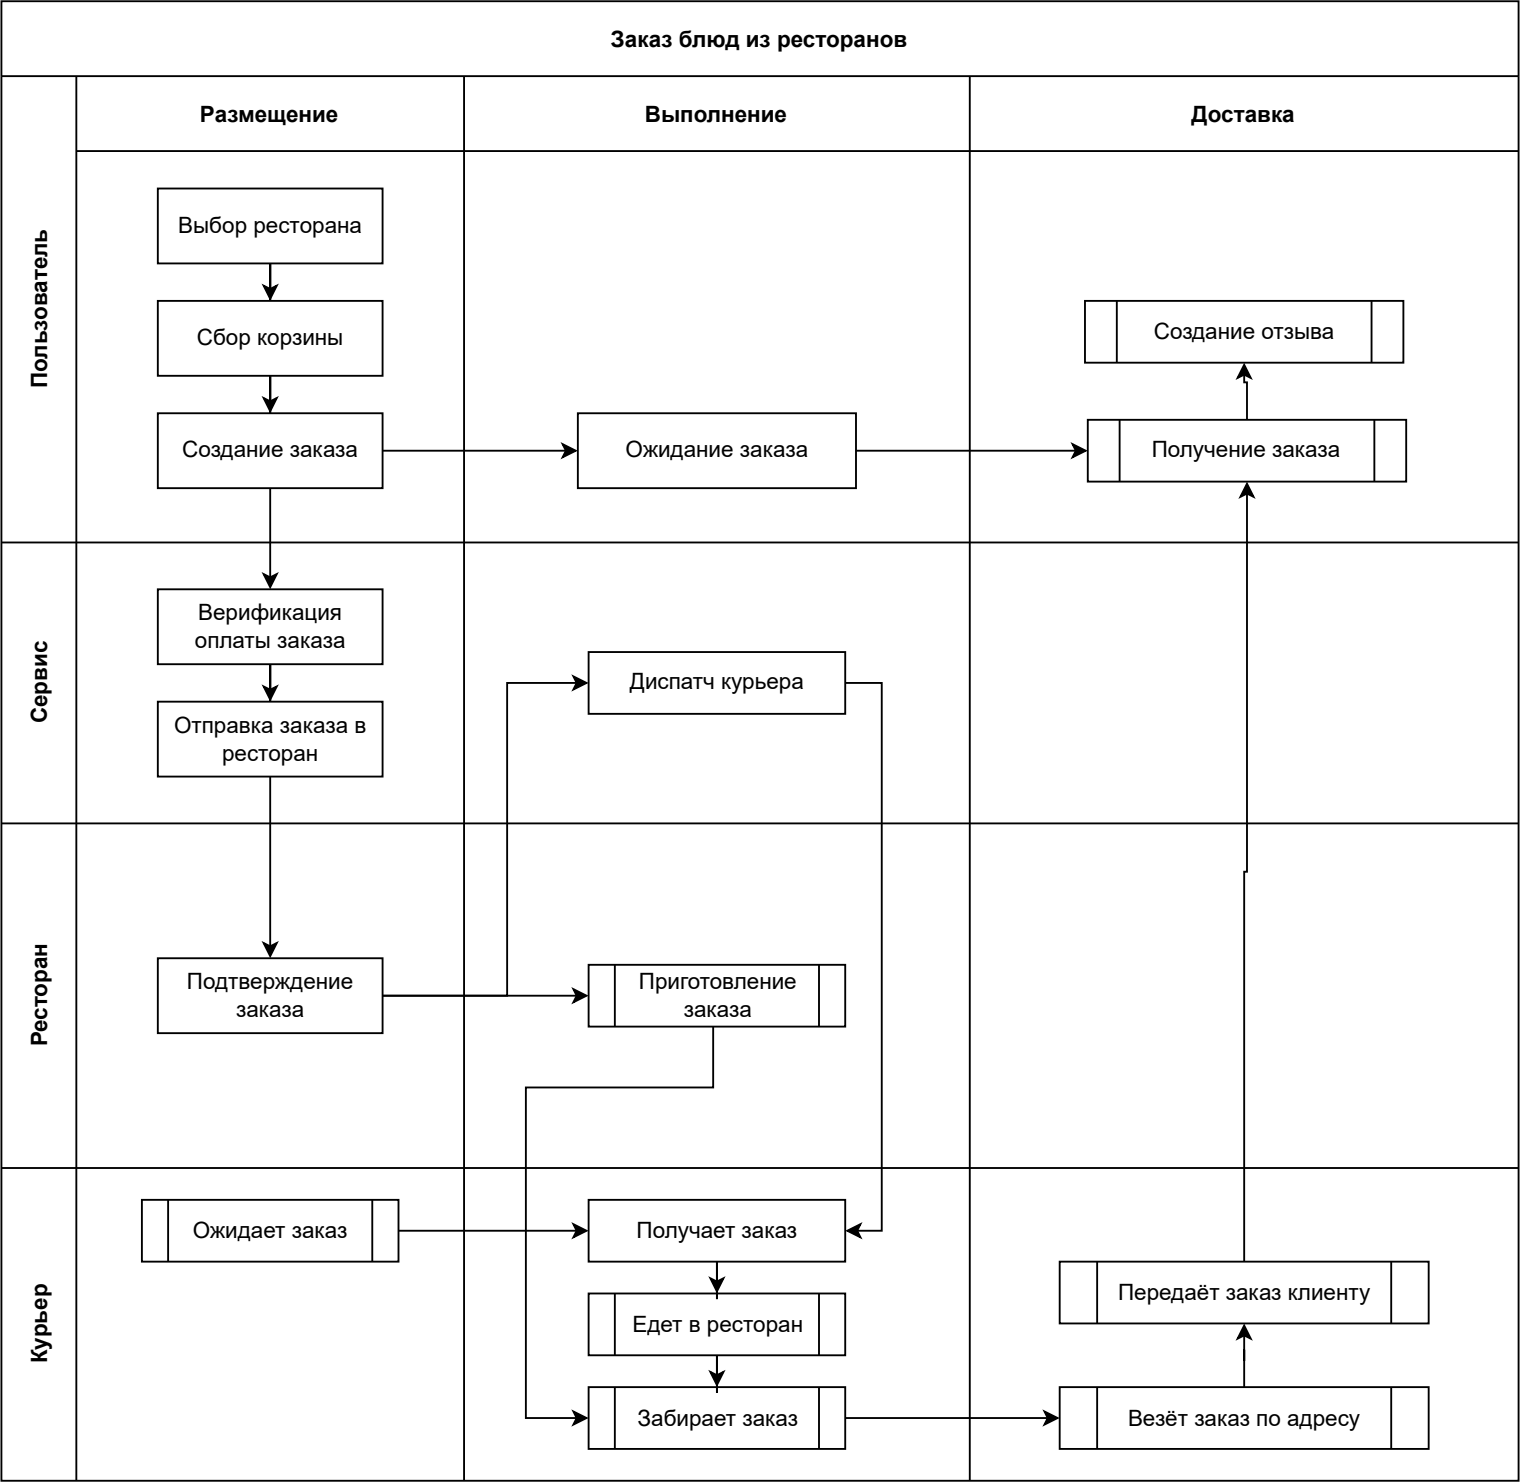 Заказ блюд из ресторанов
Размещение
Выполнение
Доставка
Пользователь
Выбор ресторана
Сбор корзины
Создание отзыва
Создание заказа
Ожидание заказа
Получение заказа
Сервис
Верификация
оплаты заказа
Диспатч курьера
Отправка заказа в
ресторан
Ресторан
Подтверждение
заказа
Приготовление
заказа
Курьер
Ожидает заказ
Получает заказ
Передаёт заказ клиенту
Едет в ресторан
Забирает заказ
Везёт заказ по адресу